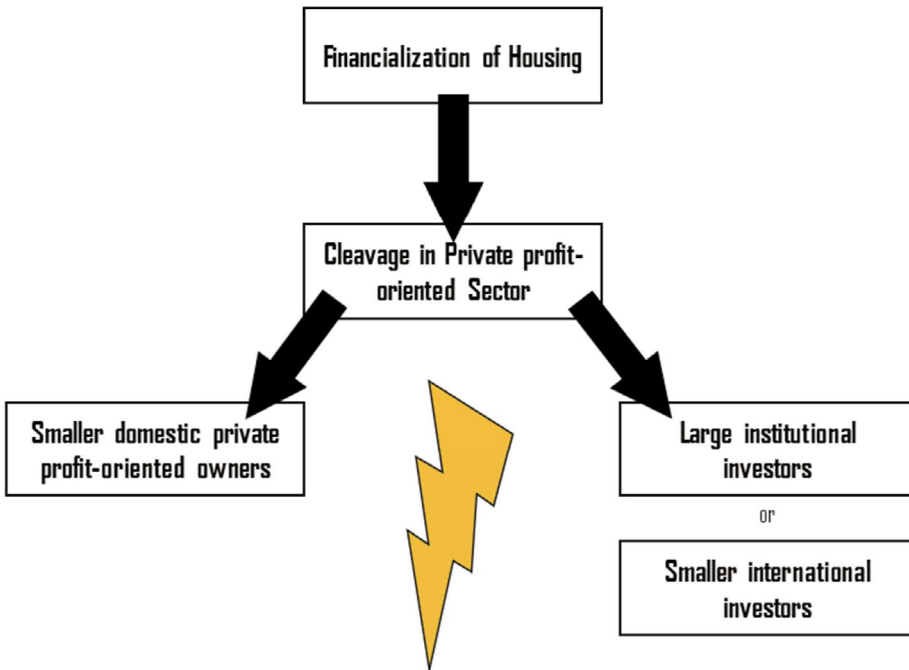 Financialization of Housing
Cleavage in Private profit-
oriented Sector
Smaller domestic private
profit-oriented owners
Large institutional
investors
or
Smaller international
investors